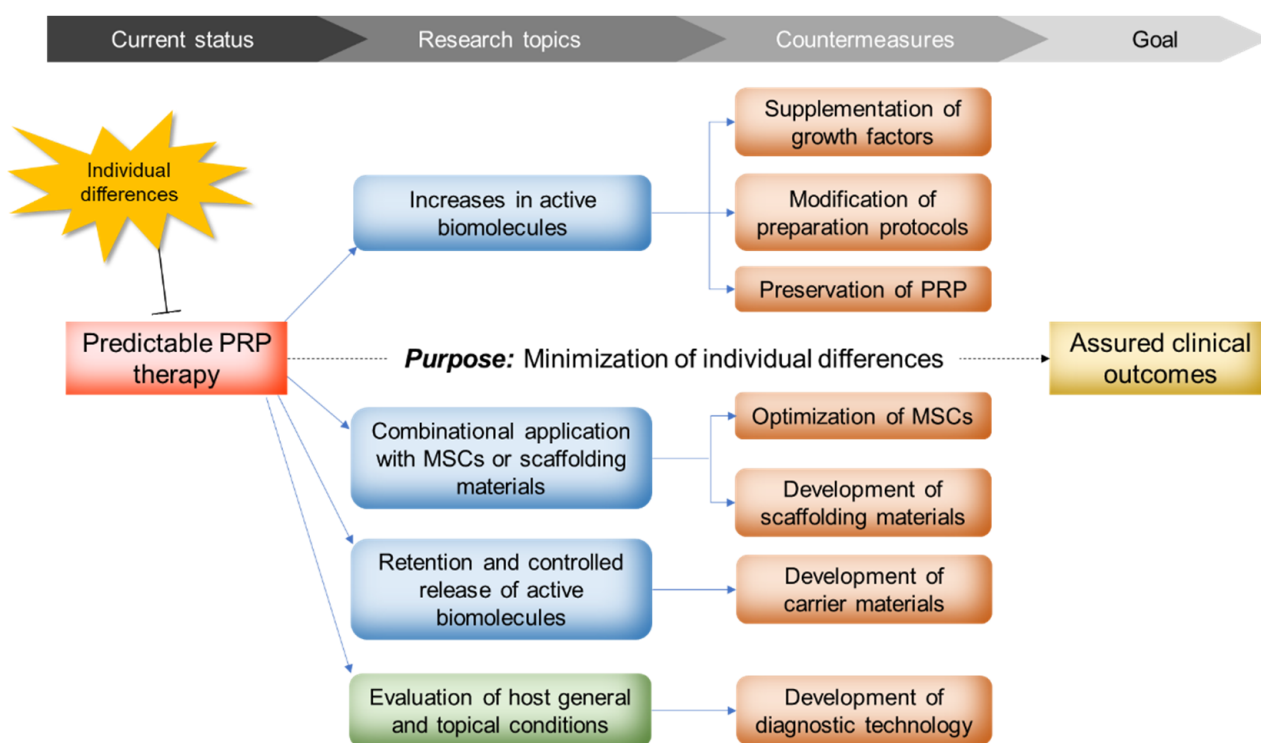 Current status
Research topics
Countermeasures
Goal
Individual
differences
Supplementation of
growth factors
Increases in active
biomolecules
Modification of
preparation protocols
Preservation of PRP
Predictable PRP
therapy
Purpose: Minimization of individual differences
Assured clinical
outcomes
Combinational application
with MSCs or scaffolding
materials
Optimization of MSCs
Development of
scaffolding materials
Retention and controlled
release of active
biomolecules
Development of
carrier materials
Evaluation of host general
and topical conditions
Development of
diagnostic technology